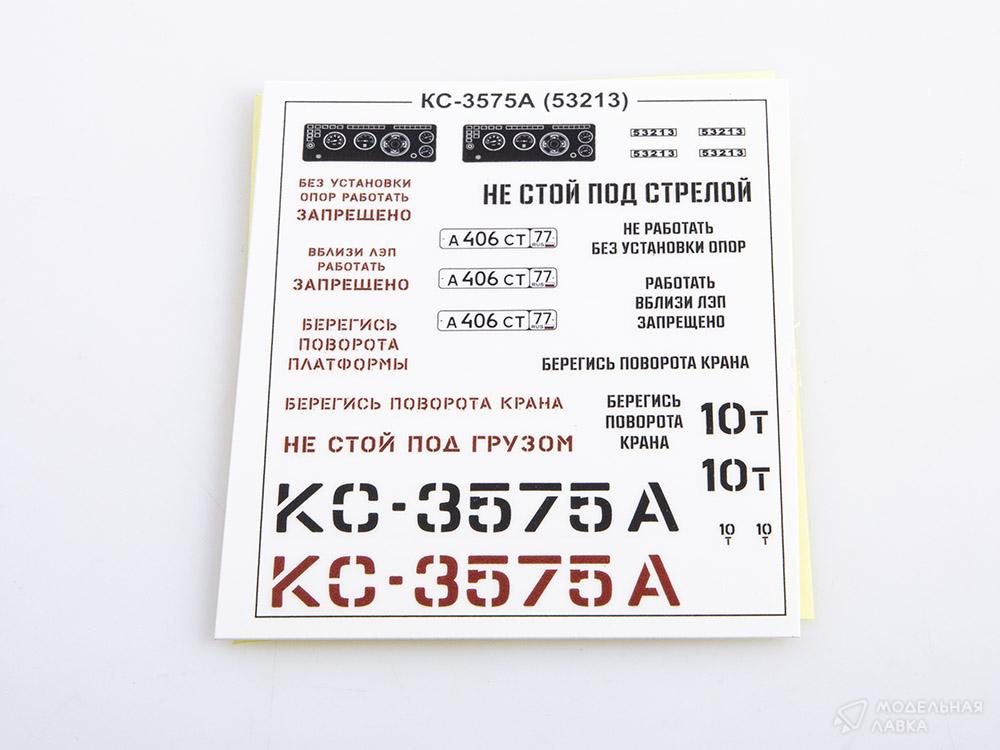 КС-3575А (53213)
53213 53213
53213 53213
БЕЗ УСТАНОВКИ
ОПОР РАБОТАТЬ
ЗАПРЕЩЕНО
НЕ СТОЙ ПОД СТРЕЛОЙ
А 406 СТ 77
RUS
НЕ РАБОТАТЬ
БЕЗ УСТАНОВКИ ОПОР
ВБЛИЗИ ЛЭП
РАБОТАТЬ
ЗАПРЕЩЕНО
А 406 СТ 77
RUS
РАБОТАТЬ
ВБЛИЗИ ЛЭП
ЗАПРЕЩЕНО
БЕРЕГИСЬ
ПОВОРОТА
ПЛАТФОРМЫ
А 406 СТ 77
RUS
БЕРЕГИСЬ ПОВОРОТА КРАНА
БЕРЕГИСЬ ПОВОРОТА КРАНА
БЕРЕГИСЬ
ПОВОРОТА
КРАНА
10т
НЕ СТОЙ ПОД ГРУЗОМ
10т
КС-3575А
10 10
т т
КС-3575А
МОДЕЛЬНАЯ
ЛАВКА